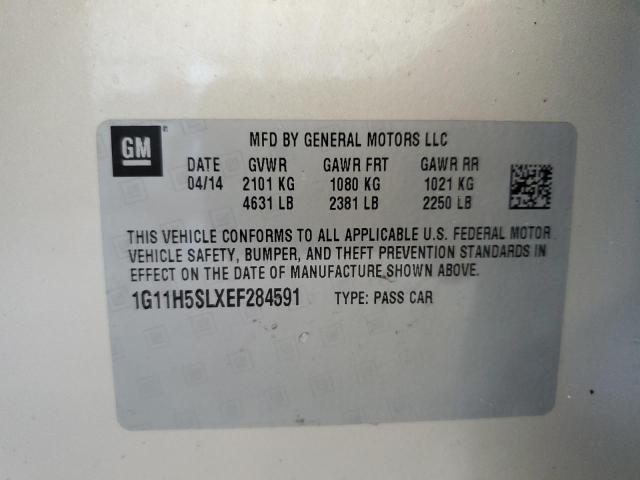 GM
MFD BY GENERAL MOTORS LLC
DATE GVWR GAWR FRT GAWR RR
04/14 2101 KG 1080 KG 1021 KG
4631 LB 2381 LB 2250 LB
THIS VEHICLE CONFORMS TO ALL APPLICABLE U.S. FEDERAL MOTOR
VEHICLE SAFETY, BUMPER, AND THEFT PREVENTION STANDARDS IN
EFFECT ON THE DATE OF MANUFACTURE SHOWN ABOVE.
1G11H5SLXEF284591 TYPE: PASS CAR